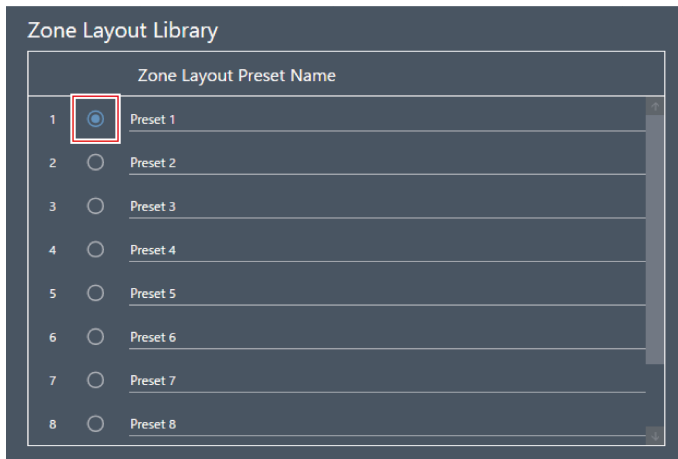 Zone Layout Library
Zone Layout Preset Name
1 Preset 1
2 Preset 2
3 Preset 3
4 Preset 4
5 Preset 5
6 Preset 6
7 Preset 7
8 Preset 8